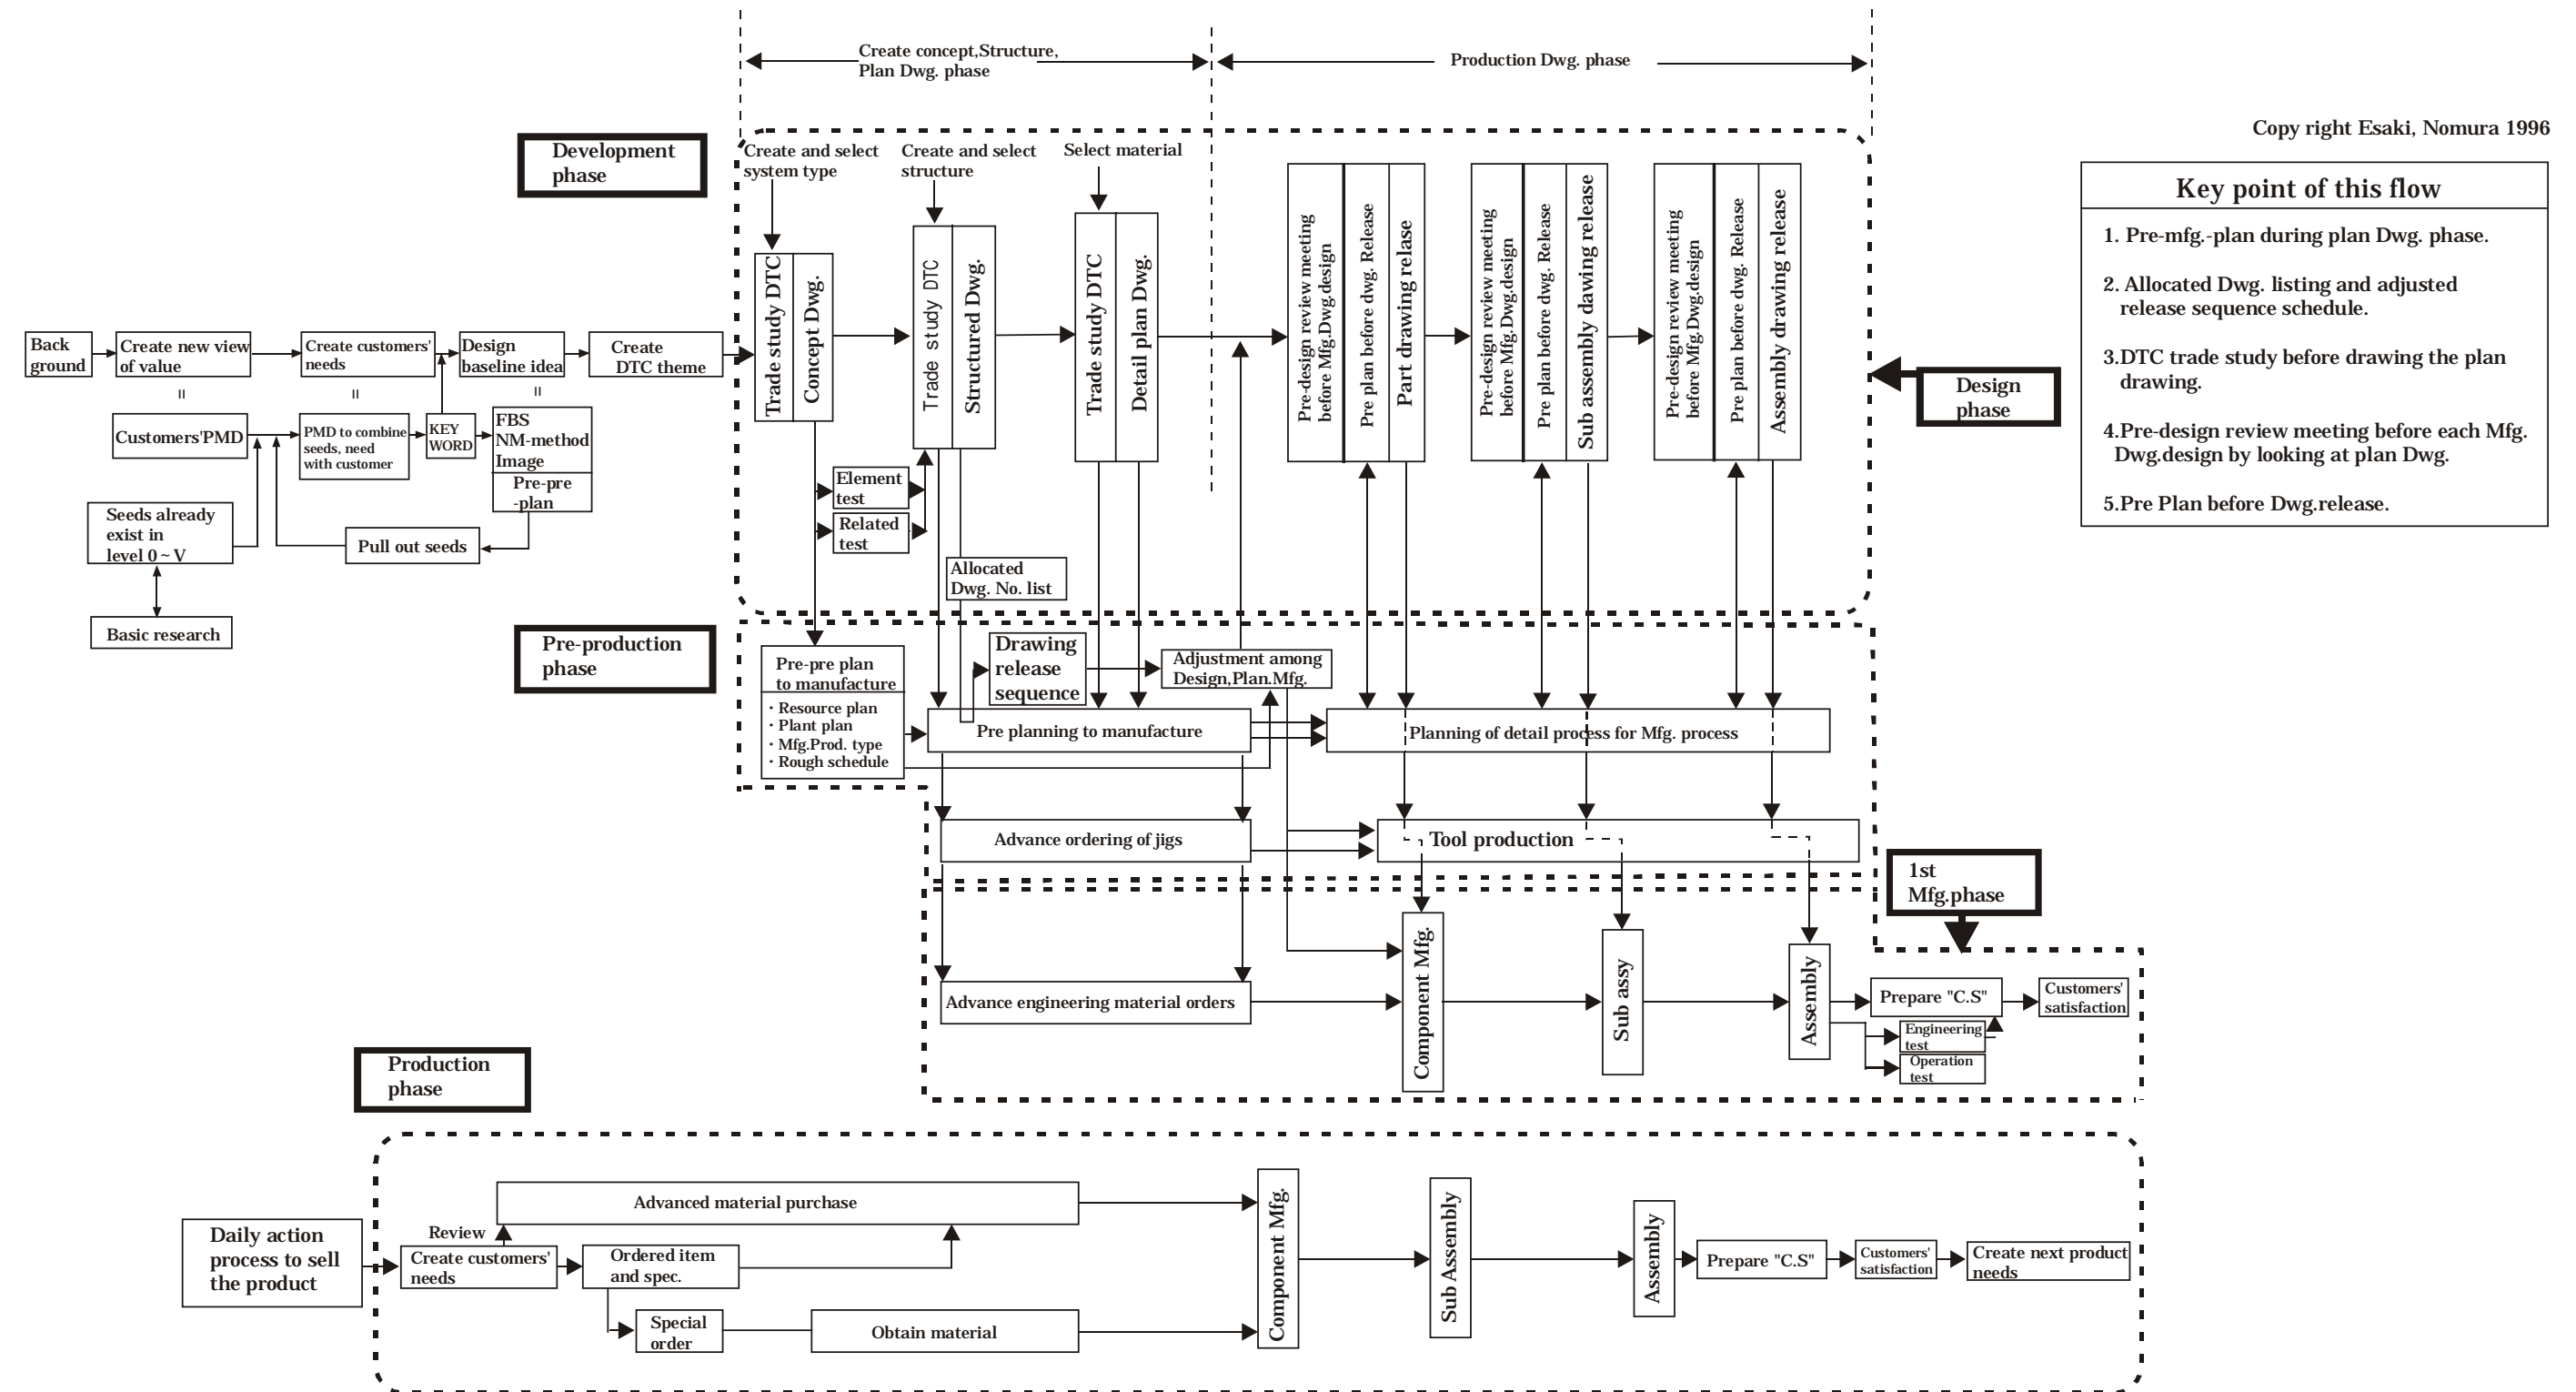 Create concept,Structure,
Plan Dwg. phase
Production Dwg. phase
Copy right Esaki, Nomura 1996
Development
phase
Create and select
system type
Create and select
structure
Select material
Key point of this flow
1. Pre-mfg.-plan during plan Dwg. phase.
2. Allocated Dwg. listing and adjusted
release sequence schedule.
3.DTC trade study before drawing the plan
drawing.
4.Pre-design review meeting before each Mfg.
Dwg.design by looking at plan Dwg.
5.Pre Plan before Dwg.release.
Trade study DTC
Concept Dwg.
Trade study DTC
Structured Dwg.
Trade study DTC
Detail plan Dwg.
Pre-design review meeting
before Mfg.Dwg.design
Pre plan before dwg. Release
Part drawing relase
Pre-design review meeting
before Mfg.Dwg.design
Pre plan before dwg. Release
Sub assembly dawing release
Pre-design review meeting
before Mfg.Dwg.design
Pre plan before dwg. Release
Assembly drawing release
Design
phase
Back
ground
Create new view
of value
Create customers'
needs
Design
baseline idea
Create
DTC theme
=
=
=
Customers'PMD
PMD to combine
seeds, need
with customer
KEY
WORD
FBS
NM-method
Image
Pre-pre
-plan
Seeds already
exist in
level 0 ~ V
Pull out seeds
Basic research
Element
test
Related
test
Allocated
Dwg. No. list
Pre-production
phase
Pre-pre plan
to manufacture
・Resource plan
・Plant plan
・Mfg.Prod. type
・Rough schedule
Drawing
release
sequence
Adjustment among
Design,Plan.Mfg.
Pre planning to manufacture
Planning of detail process for Mfg. process
Advance ordering of jigs
Tool production
1st
Mfg.phase
Advance engineering material orders
Component Mfg.
Sub assy
Assembly
Prepare "C.S"
Customers'
satisfaction
Engineering
test
Operation
test
Production
phase
Daily action
process to sell
the product
Review
Advanced material purchase
Create customers'
needs
Ordered item
and spec.
Special
order
Obtain material
Component Mfg.
Sub Assembly
Assembly
Prepare "C.S"
Customers'
satisfaction
Create next product
needs